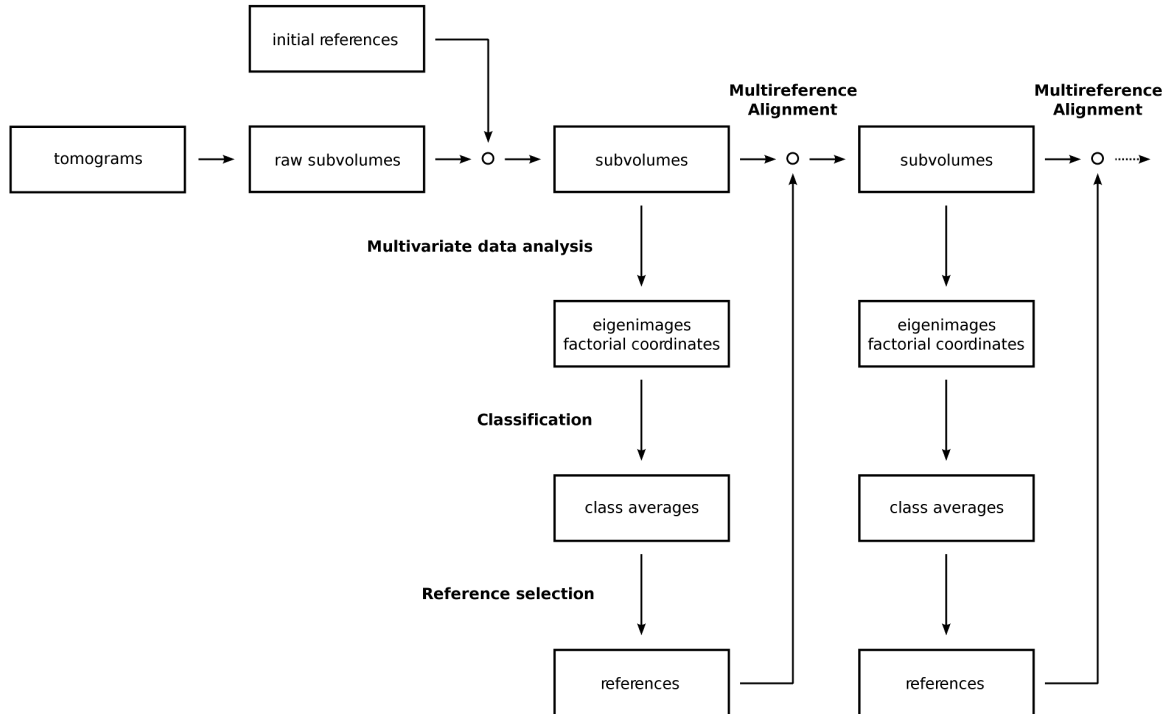 initial references
Multireference
Alignment
Multireference
Alignment
tomograms
raw subvolumes
subvolumes
subvolumes
Multivariate data analysis
eigenimages
factorial coordinates
eigenimages
factorial coordinates
Classification
class averages
class averages
Reference selection
references
references